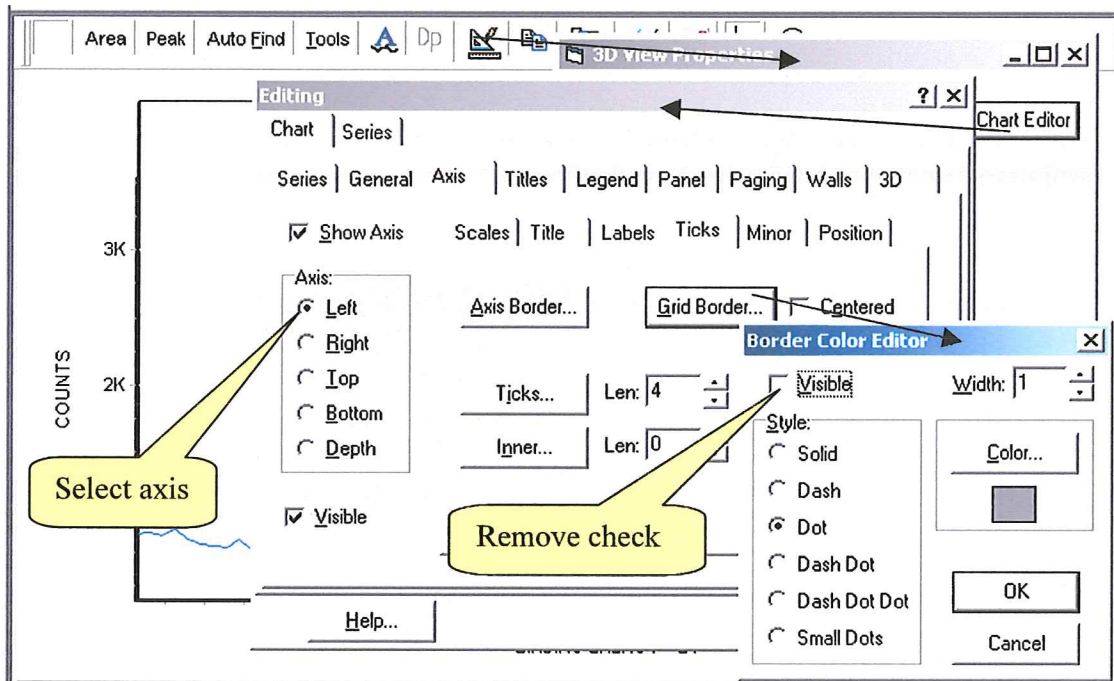 Area Peak Auto Find Tools A Dp
3D View Properties
Editing
Chart Editor
Chart Series
Series General Axis Titles Legend Panel Paging Walls 3D
Show Axis Scales Title Labels Ticks Minor Position
Axis:
Left
Right
Top
Bottom
Depth
Axis Border...
Grid Border...
Centered
Ticks...
Len: 4
Inner...
Len: 0
Visible
3K
2K
COUNTS
Select axis
Remove check
Border Color Editor
Visible
Width: 1
Style:
Solid
Dash
Dot
Dash Dot
Dash Dot Dot
Small Dots
Color...
OK
Cancel
Help...